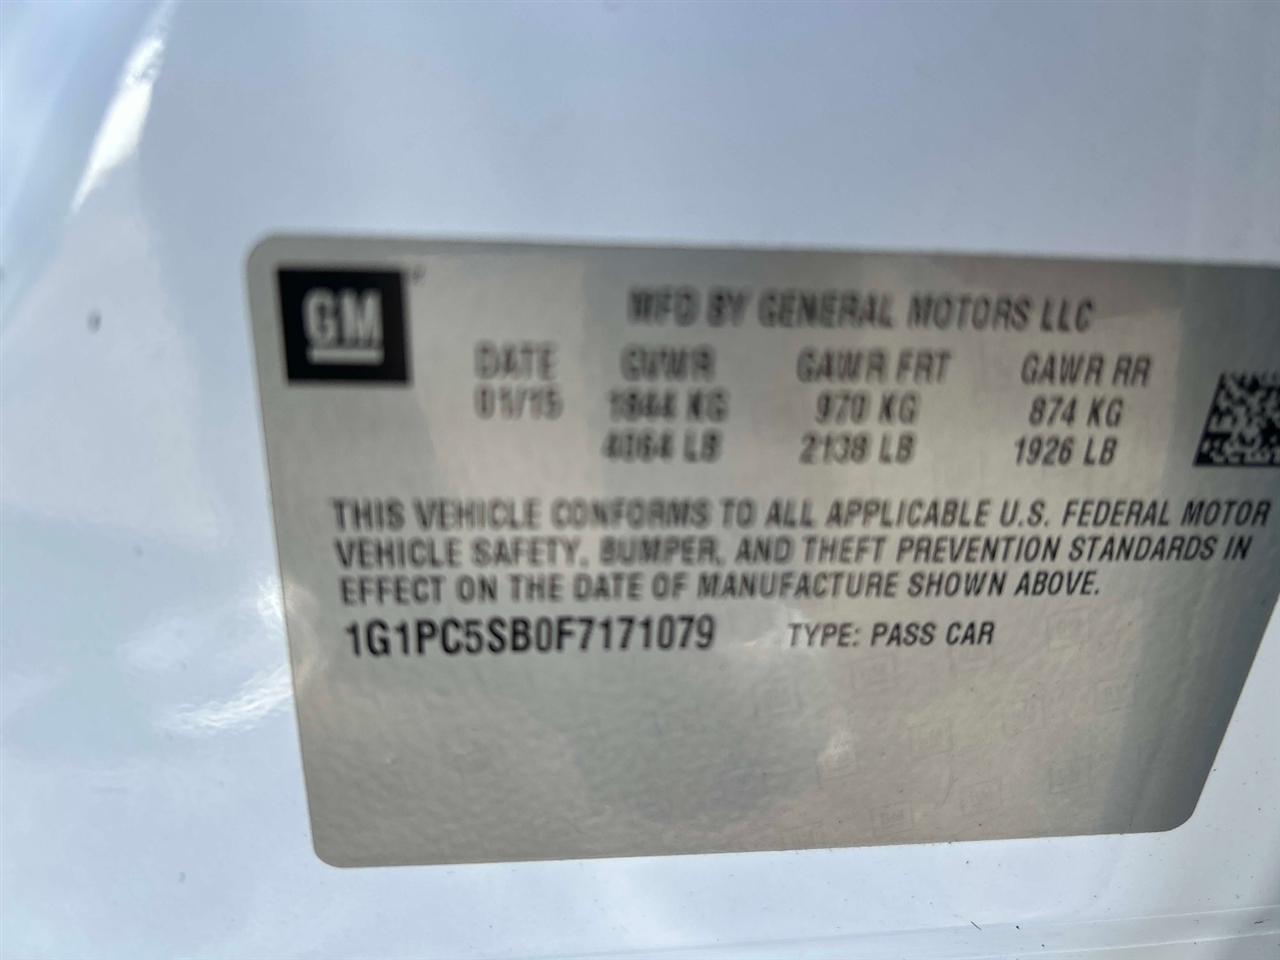 GM
MFD BY GENERAL MOTORS LLC
DATE GVWR GAWR FRT GAWR RR
01/15 1844 KG 970 KG 874 KG
4064 LB 2138 LB 1926 LB
THIS VEHICLE CONFORMS TO ALL APPLICABLE U.S. FEDERAL MOTOR
VEHICLE SAFETY, BUMPER, AND THEFT PREVENTION STANDARDS IN
EFFECT ON THE DATE OF MANUFACTURE SHOWN ABOVE.
1G1PC5SB0F7171079 TYPE: PASS CAR